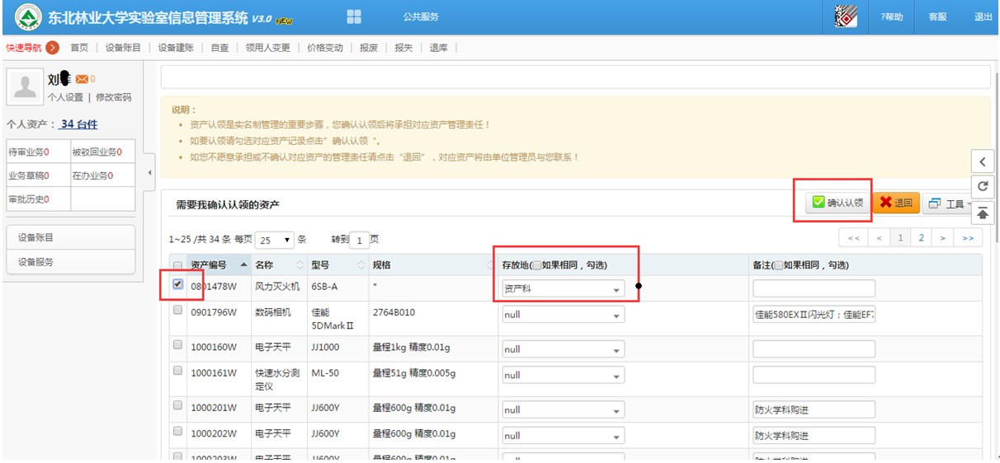 东北林业大学实验室信息管理系统 V3.0 NEW 公共服务 ?帮助 客服 退出
快速导航 首页 | 设备账目 | 设备建账 | 自查 | 领用人变更 | 价格变动 | 报废 | 报失 | 退库 |
刘 0
个人设置 | 修改密码
个人资产： 34 台件
待审业务0 被驳回业务0
业务草稿0 在办业务0
审批历史0
设备账目
设备服务
说明：
• 资产认领是实名制管理的重要步骤，您确认认领后将承担对应资产管理责任！
• 如要认领请勾选对应资产记录点击” 确认认领 “。
• 如您不愿意承担或不确认对应资产的管理责任请点击“退回”，对应资产将由单位管理员与您联系！
需要我确认认领的资产 确认认领 退回 工具
1~25 /共 34 条 每页 25 条 转到 1 页 << < 1 2 > >>
资产编号 名称 型号 规格 存放地(如果相同，勾选) 备注(如果相同，勾选)
0801478W 风力灭火机 6SB-A * 资产科
0901796W 数码相机 佳能 2764B010 null 佳能580EXⅡ闪光灯；佳能EF7
5DMarkⅡ
1000160W 电子天平 JJ1000 量程1kg 精度0.01g null
1000161W 快速水分测 ML-50 量程51g 精度0.005g null
定仪
1000201W 电子天平 JJ600Y 量程600g 精度0.01g null 防火学科购进
1000202W 电子天平 JJ600Y 量程600g 精度0.01g null 防火学科购进
1000203W 电子天平 JJ600Y 量程600g 精度0.01g null 防火学科购进